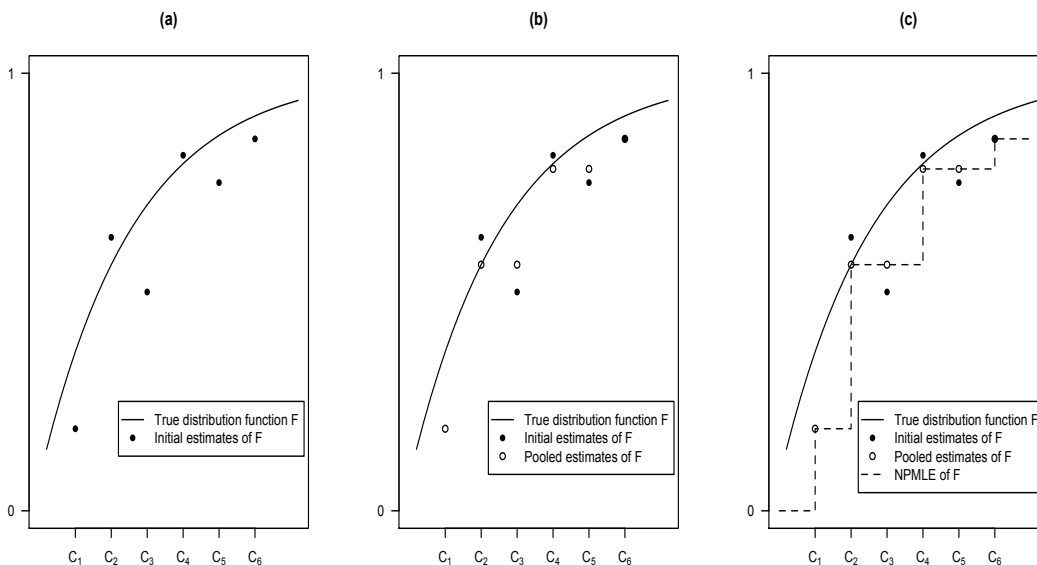 (a)
1
0
C₁ C₂ C₃ C₄ C₅ C₆
True distribution function F
Initial estimates of F
(b)
1
0
C₁ C₂ C₃ C₄ C₅ C₆
True distribution function F
Initial estimates of F
Pooled estimates of F
(c)
1
0
C₁ C₂ C₃ C₄ C₅ C₆
True distribution function F
Initial estimates of F
Pooled estimates of F
NPMLE of F